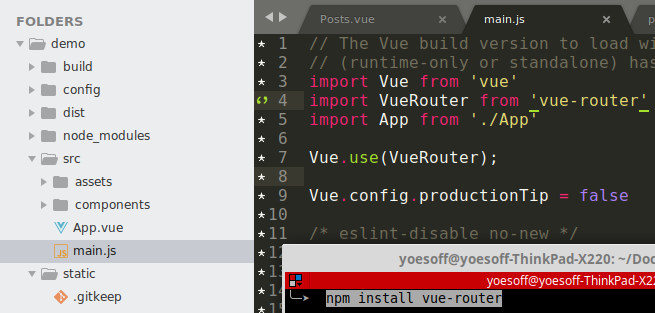 FOLDERS
demo
build
config
dist
node_modules
src
assets
components
App.vue
main.js
static
.gitkeep
Posts.vue
main.js
1 // The Vue build version to load wi
2 // (runtime-only or standalone) has
3 import Vue from 'vue'
4 import VueRouter from 'vue-router'
5 import App from './App'
6
7 Vue.use(VueRouter);
8
9 Vue.config.productionTip = false
10
11 /* eslint-disable no-new */
12
13
14
15
yoesoff@yoesoff-ThinkPad-X220: ~/Doc
yoesoff@yoesoff-ThinkPad-X22
npm install vue-router